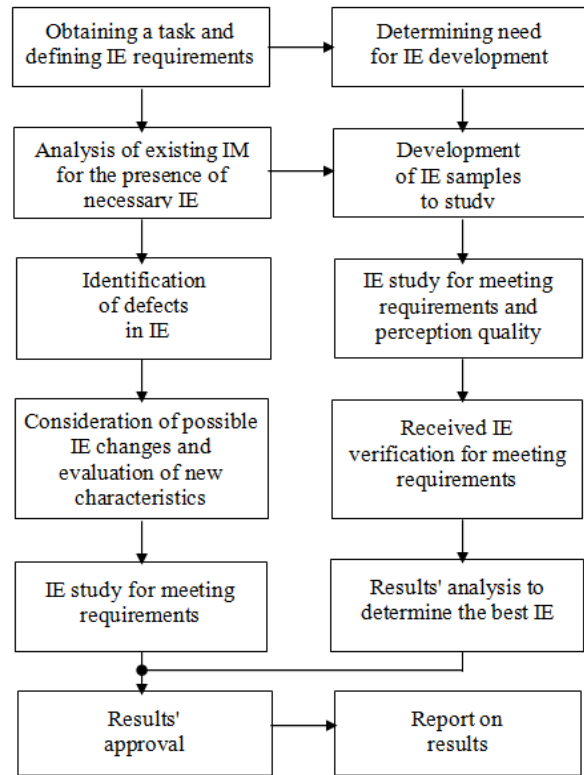 Obtaining a task and
defining IE requirements
Determining need
for IE development
Analysis of existing IM
for the presence of
necessary IE
Development
of IE samples
to study
Identification
of defects
in IE
IE study for meeting
requirements and
perception quality
Consideration of possible
IE changes and
evaluation of new
characteristics
Received IE
verification for meeting
requirements
IE study for meeting
requirements
Results' analysis to
determine the best IE
Results'
approval
Report on
results